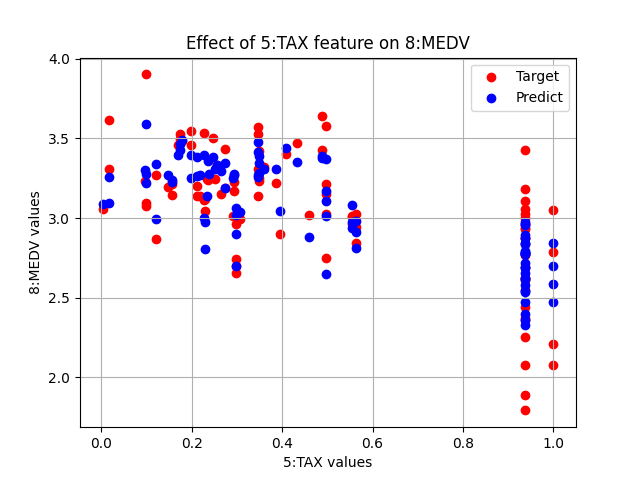 Effect of 5:TAX feature on 8:MEDV
Target
Predict
8:MEDV values
4.0
3.5
3.0
2.5
2.0
0.0 0.2 0.4 0.6 0.8 1.0
5:TAX values